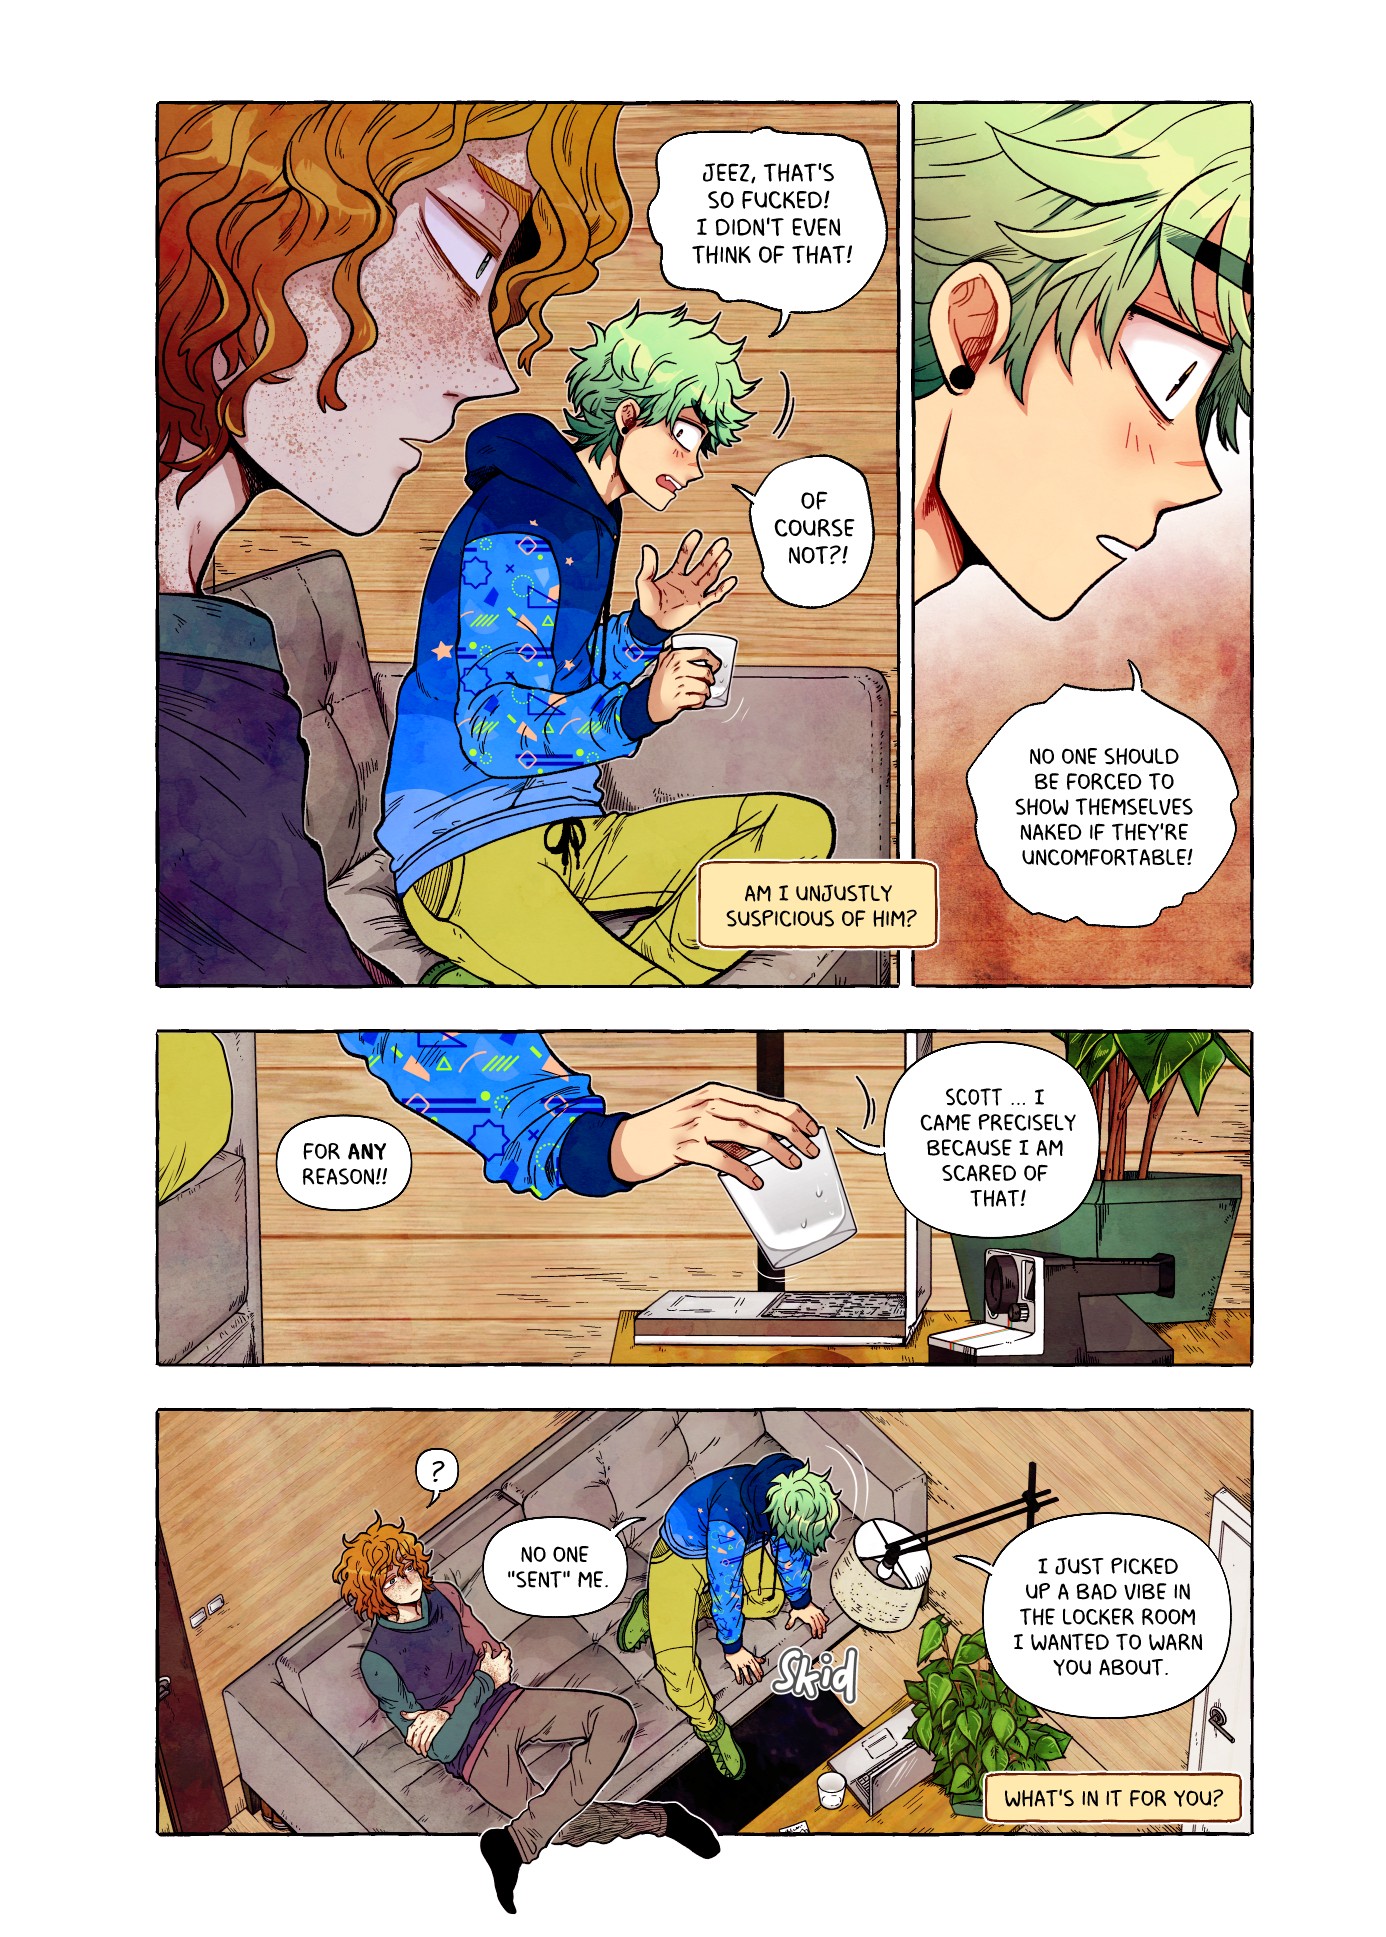 JEEZ, THAT'S
SO FUCKED!
I DIDN'T EVEN
THINK OF THAT!
OF
COURSE
NOT?!
AM I UNJUSTLY
SUSPICIOUS OF HIM?
NO ONE SHOULD
BE FORCED TO
SHOW THEMSELVES
NAKED IF THEY'RE
UNCOMFORTABLE!
FOR ANY
REASON!!
SCOTT ... I
CAME PRECISELY
BECAUSE I AM
SCARED OF
THAT!
?
NO ONE
"SENT" ME.
Skid
I JUST PICKED
UP A BAD VIBE IN
THE LOCKER ROOM
I WANTED TO WARN
YOU ABOUT.
WHAT'S IN IT FOR YOU?